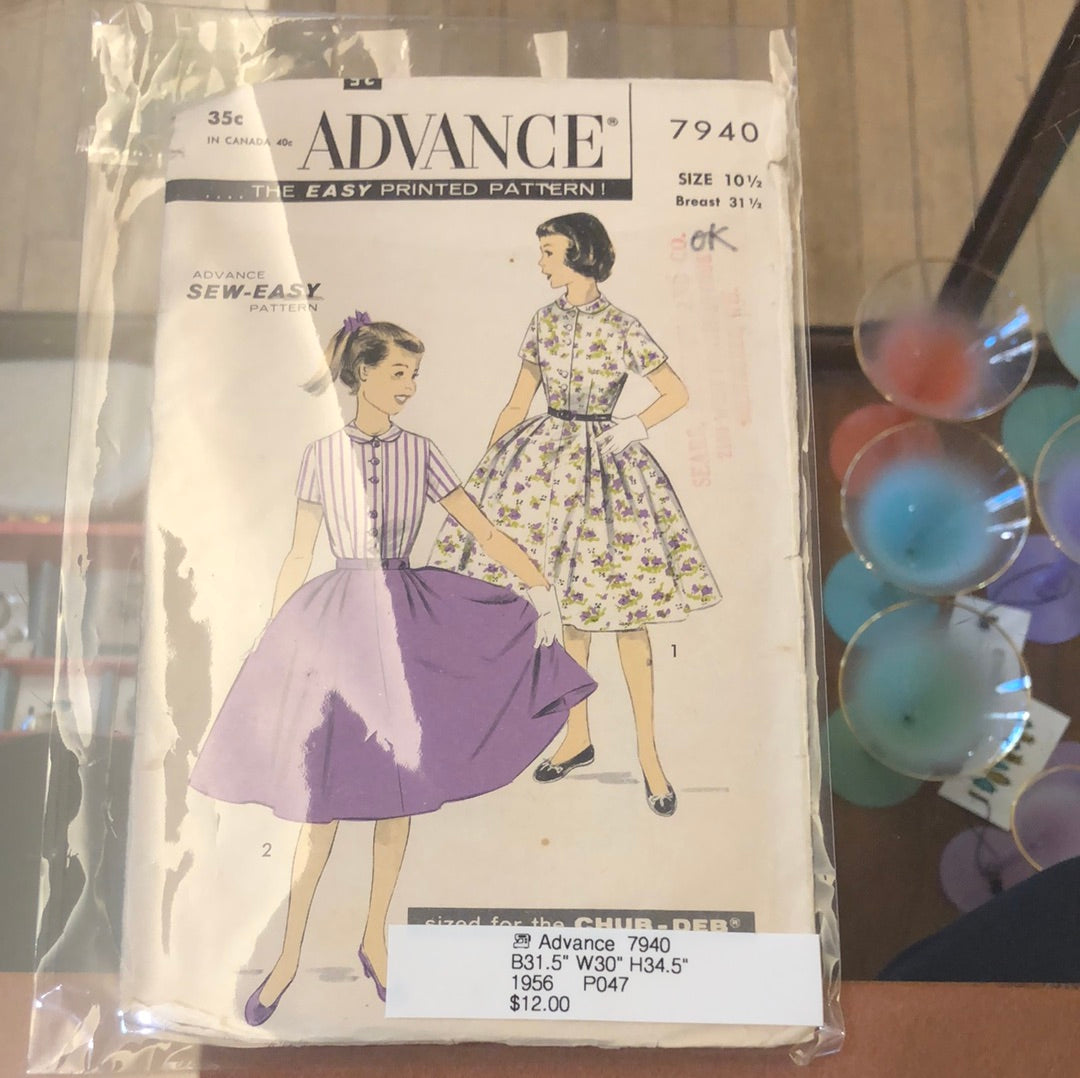 35c
IN CANADA 40c
ADVANCE®
7940
....THE EASY PRINTED PATTERN!
SIZE 10½
Breast 31½
OK
ADVANCE
SEW-EASY
PATTERN
SEARS,
CO.
1
2
sized for the CHUB-DEB®
Advance 7940
B31.5" W30" H34.5"
1956 P047
$12.00